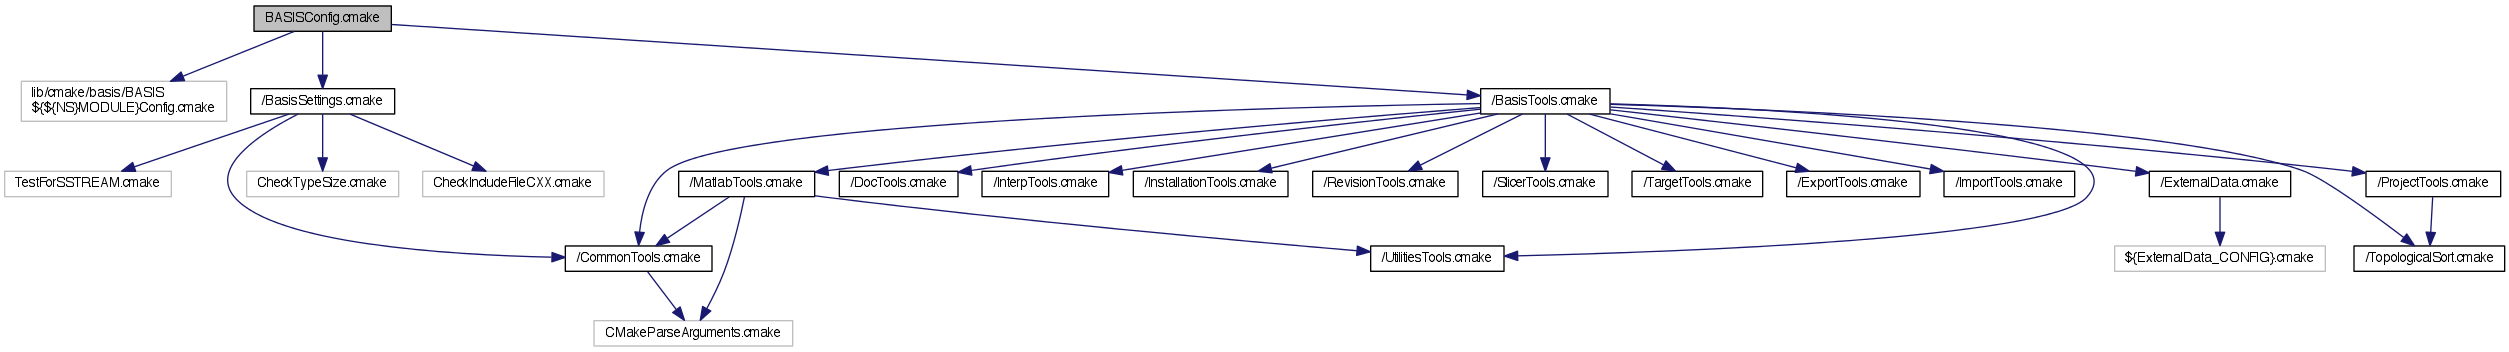 BASISConfig.cmake
lib/cmake/basis/BASIS
${${NS}MODULE}Config.cmake
/BasisSettings.cmake
/BasisTools.cmake
TestForSSTREAM.cmake
CheckTypeSize.cmake
CheckIncludeFileCXX.cmake
/MatlabTools.cmake
/DocTools.cmake
/InterpTools.cmake
/InstallationTools.cmake
/RevisionTools.cmake
/SlicerTools.cmake
/TargetTools.cmake
/ExportTools.cmake
/ImportTools.cmake
/ExternalData.cmake
/ProjectTools.cmake
/CommonTools.cmake
/UtilitiesTools.cmake
${ExternalData_CONFIG}.cmake
/TopologicalSort.cmake
CMakeParseArguments.cmake